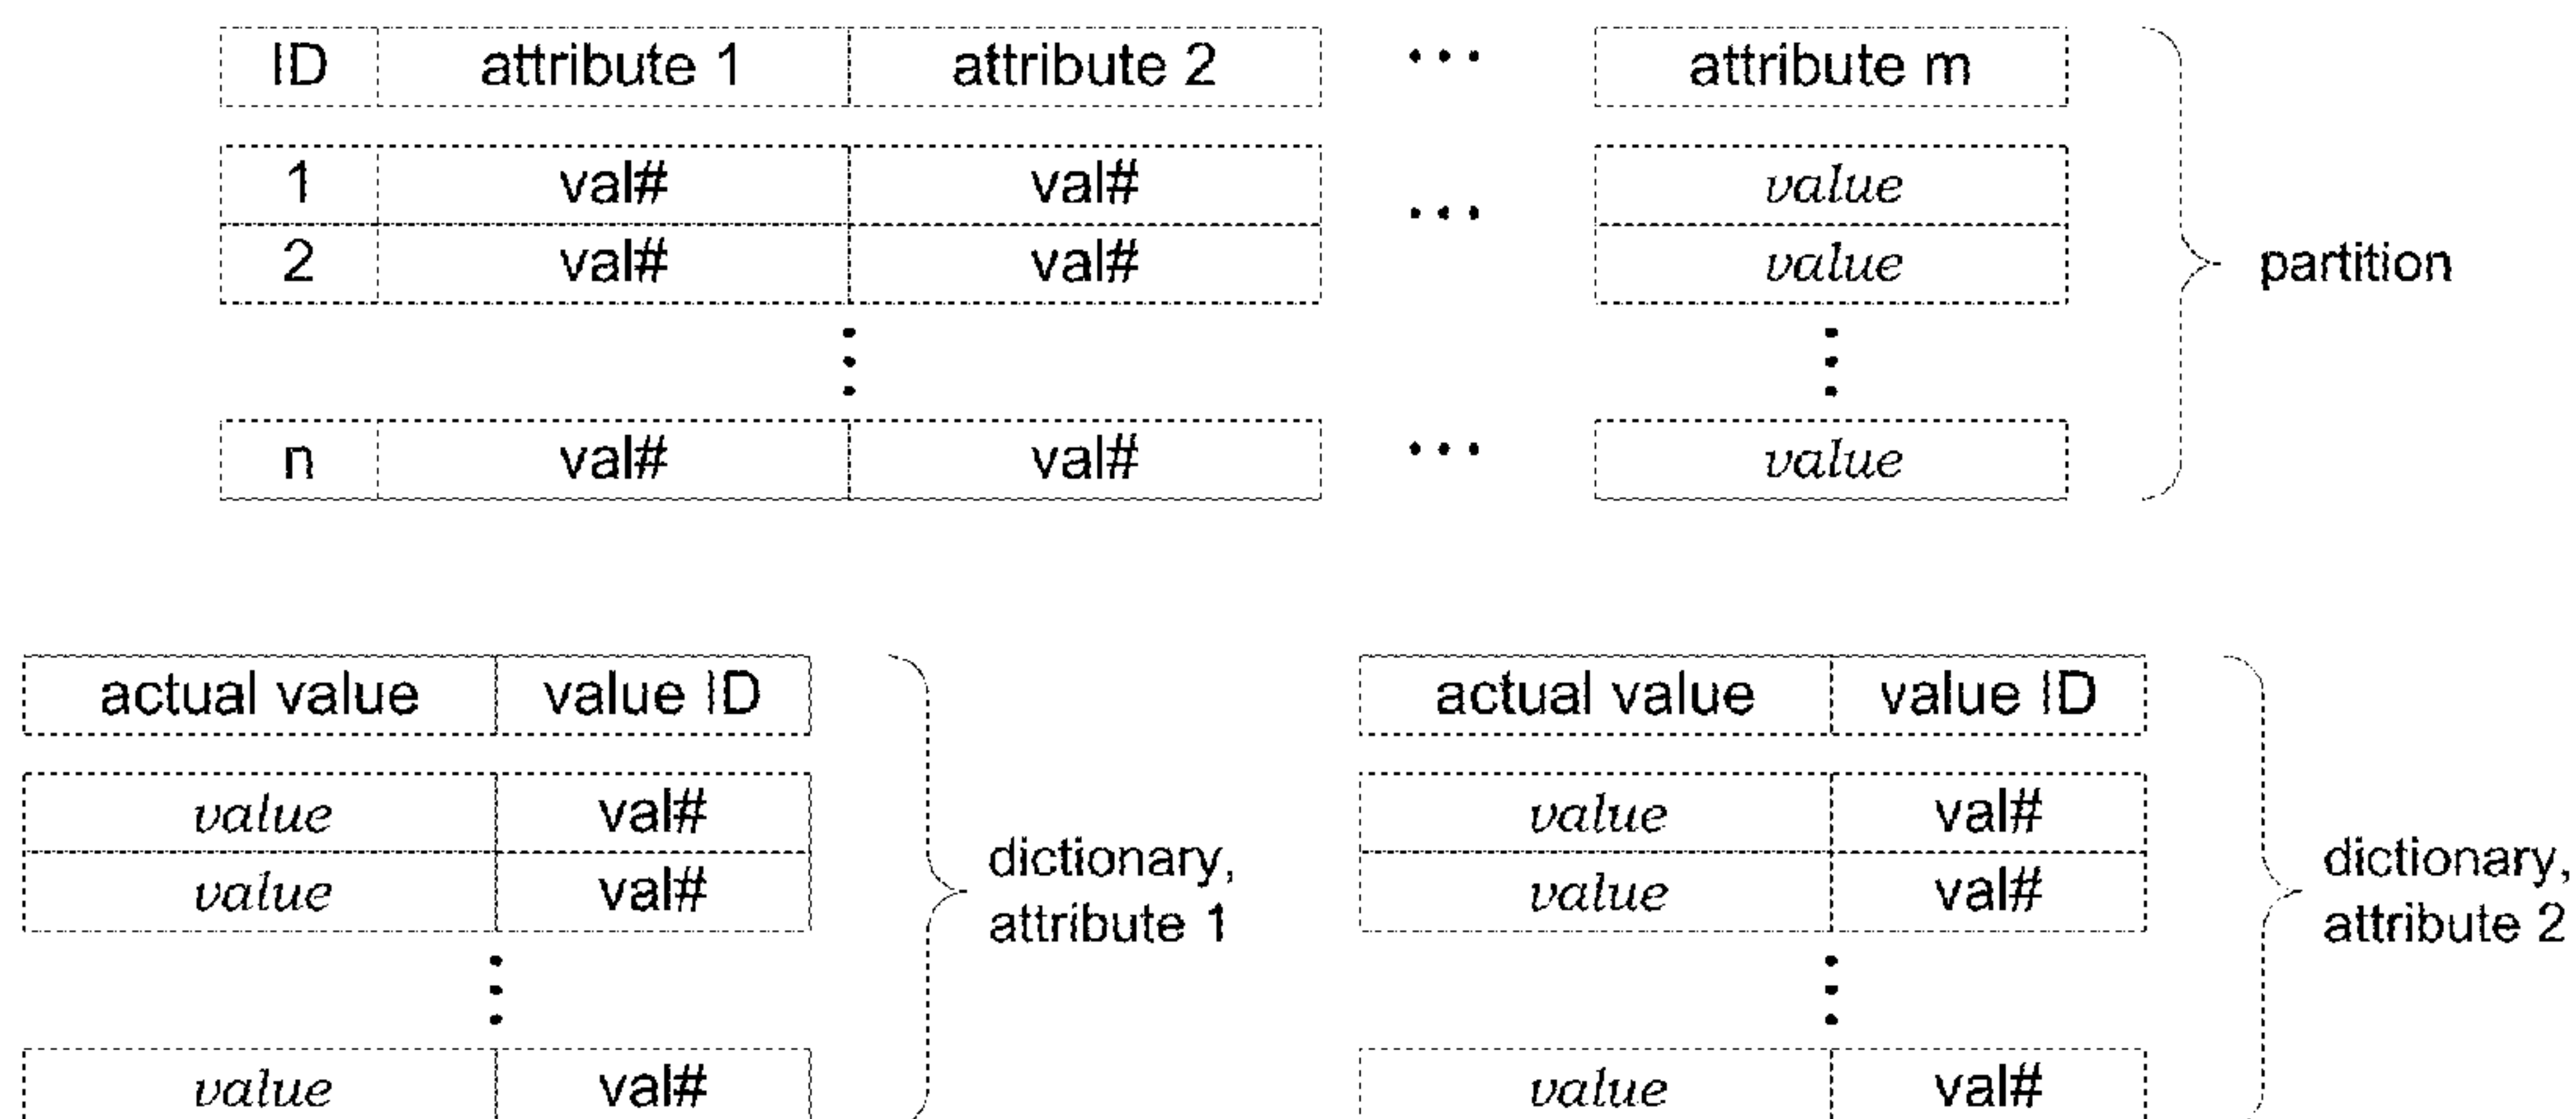 ID attribute 1 attribute 2 ... attribute m
1 val# val# ... value
2 val# val# value
partition
n val# val# ... value
actual value value ID
value val#
value val#
dictionary,
attribute 1
value val#
actual value value ID
value val#
value val#
dictionary,
attribute 2
value val#